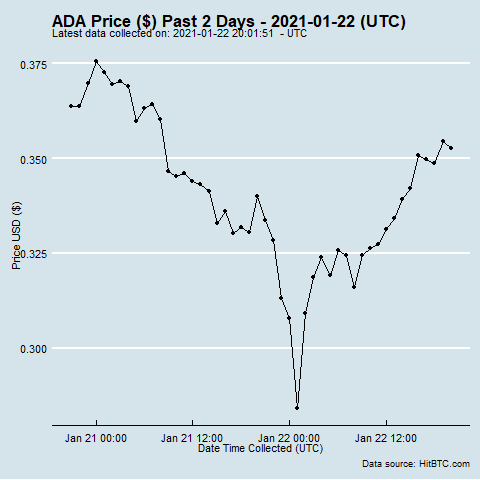 ADA Price ($) Past 2 Days - 2021-01-22 (UTC)
Latest data collected on: 2021-01-22 20:01:51  - UTC
0.375
0.350
0.325
0.300
Price USD ($)
Jan 21 00:00 Jan 21 12:00 Jan 22 00:00 Jan 22 12:00
Date Time Collected (UTC)
Data source: HitBTC.com